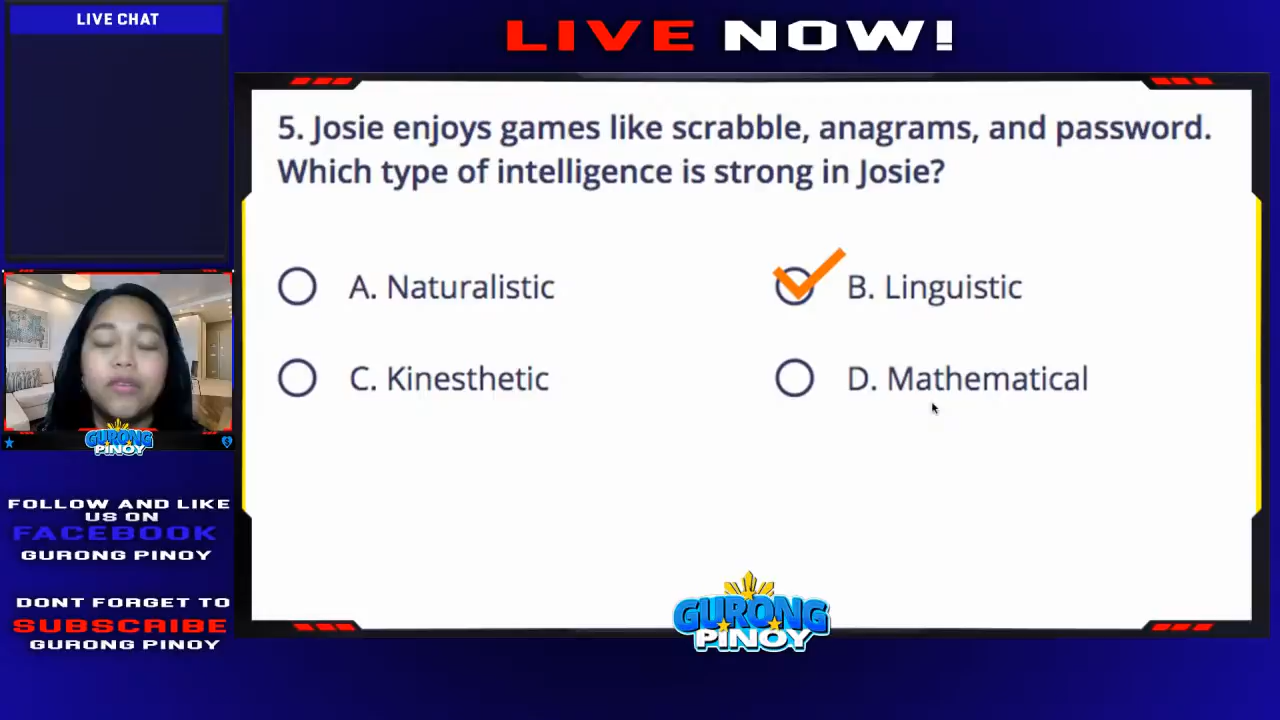 LIVE CHAT
LIVE NOW!
5. Josie enjoys games like scrabble, anagrams, and password.
Which type of intelligence is strong in Josie?
A. Naturalistic
B. Linguistic
C. Kinesthetic
D. Mathematical
GURONG
PINOY
FOLLOW AND LIKE
US ON
FACEBOOK
GURONG PINOY
DONT FORGET TO
SUBSCRIBE
GURONG PINOY
GURONG
PINOY